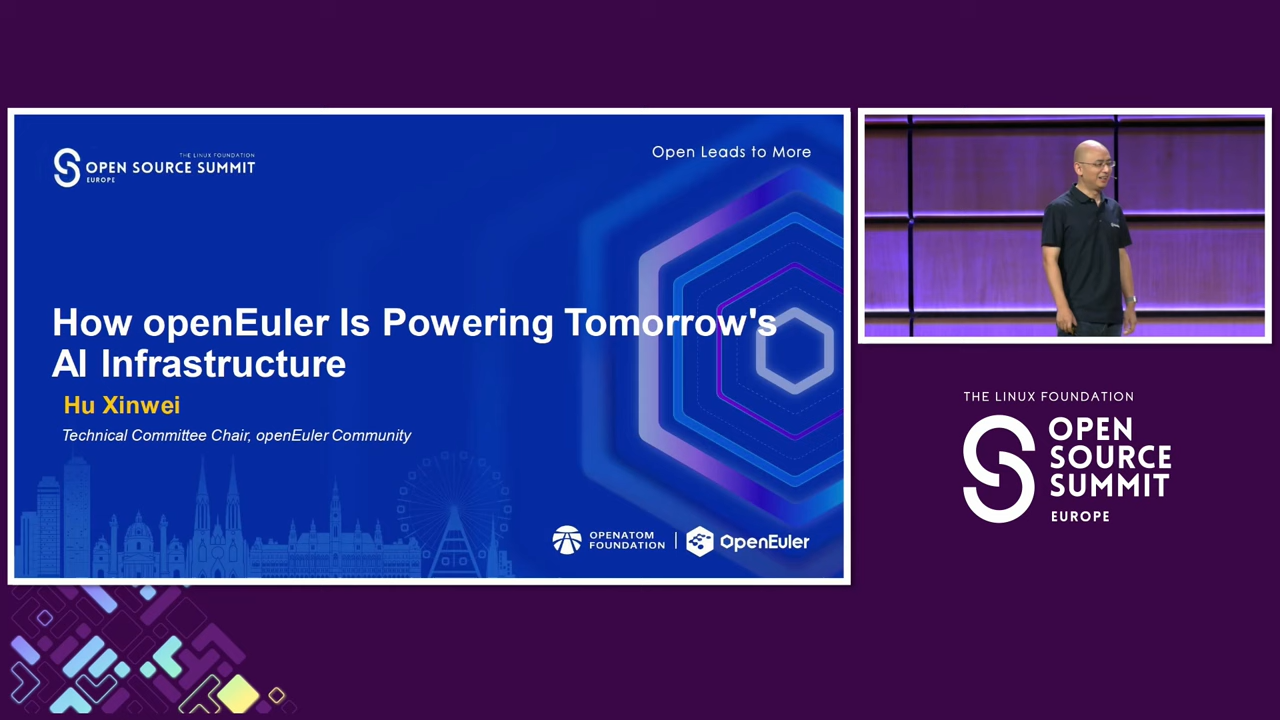 THE LINUX FOUNDATION
OPEN SOURCE SUMMIT
EUROPE
Open Leads to More
How openEuler Is Powering Tomorrow's
AI Infrastructure
Hu Xinwei
Technical Committee Chair, openEuler Community
OPENATOM
FOUNDATION
OpenEuler
THE LINUX FOUNDATION
OPEN
SOURCE
SUMMIT
EUROPE